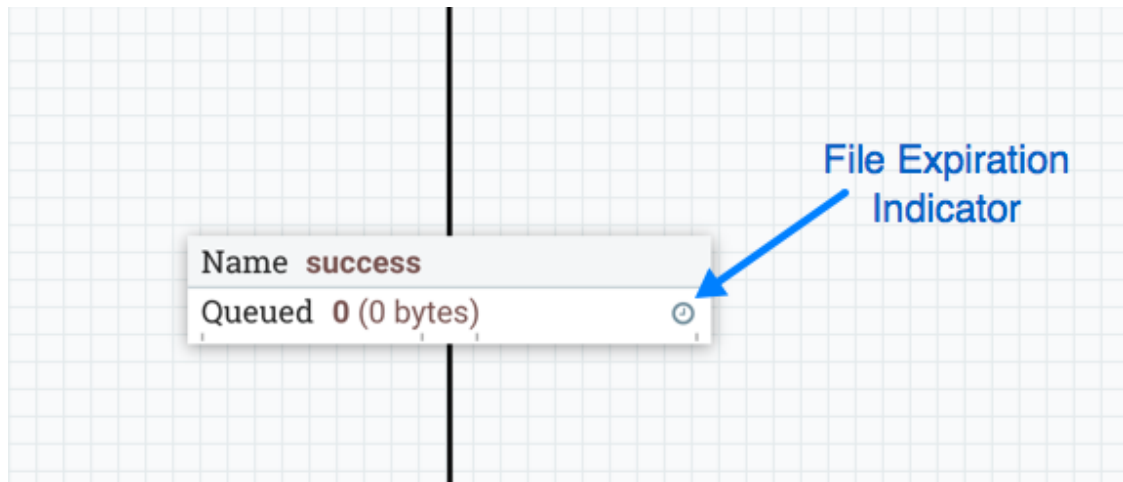 File Expiration
Indicator
Name success
Queued 0 (0 bytes)